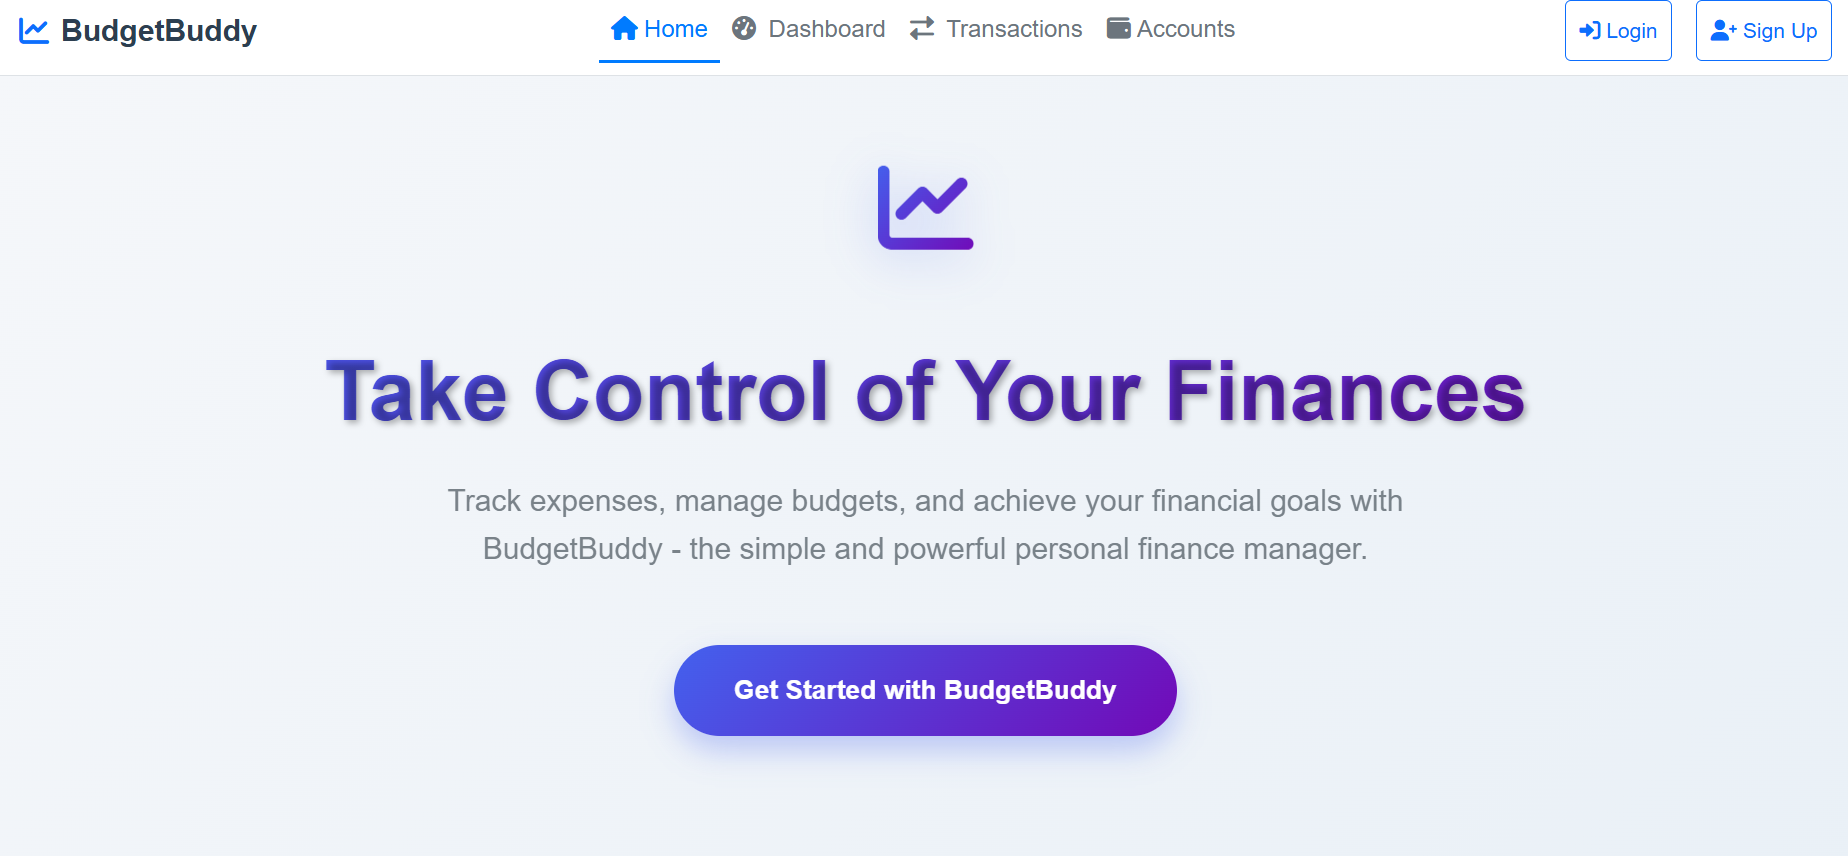 BudgetBuddy
Home Dashboard Transactions Accounts
Login Sign Up
Take Control of Your Finances
Track expenses, manage budgets, and achieve your financial goals with
BudgetBuddy - the simple and powerful personal finance manager.
Get Started with BudgetBuddy